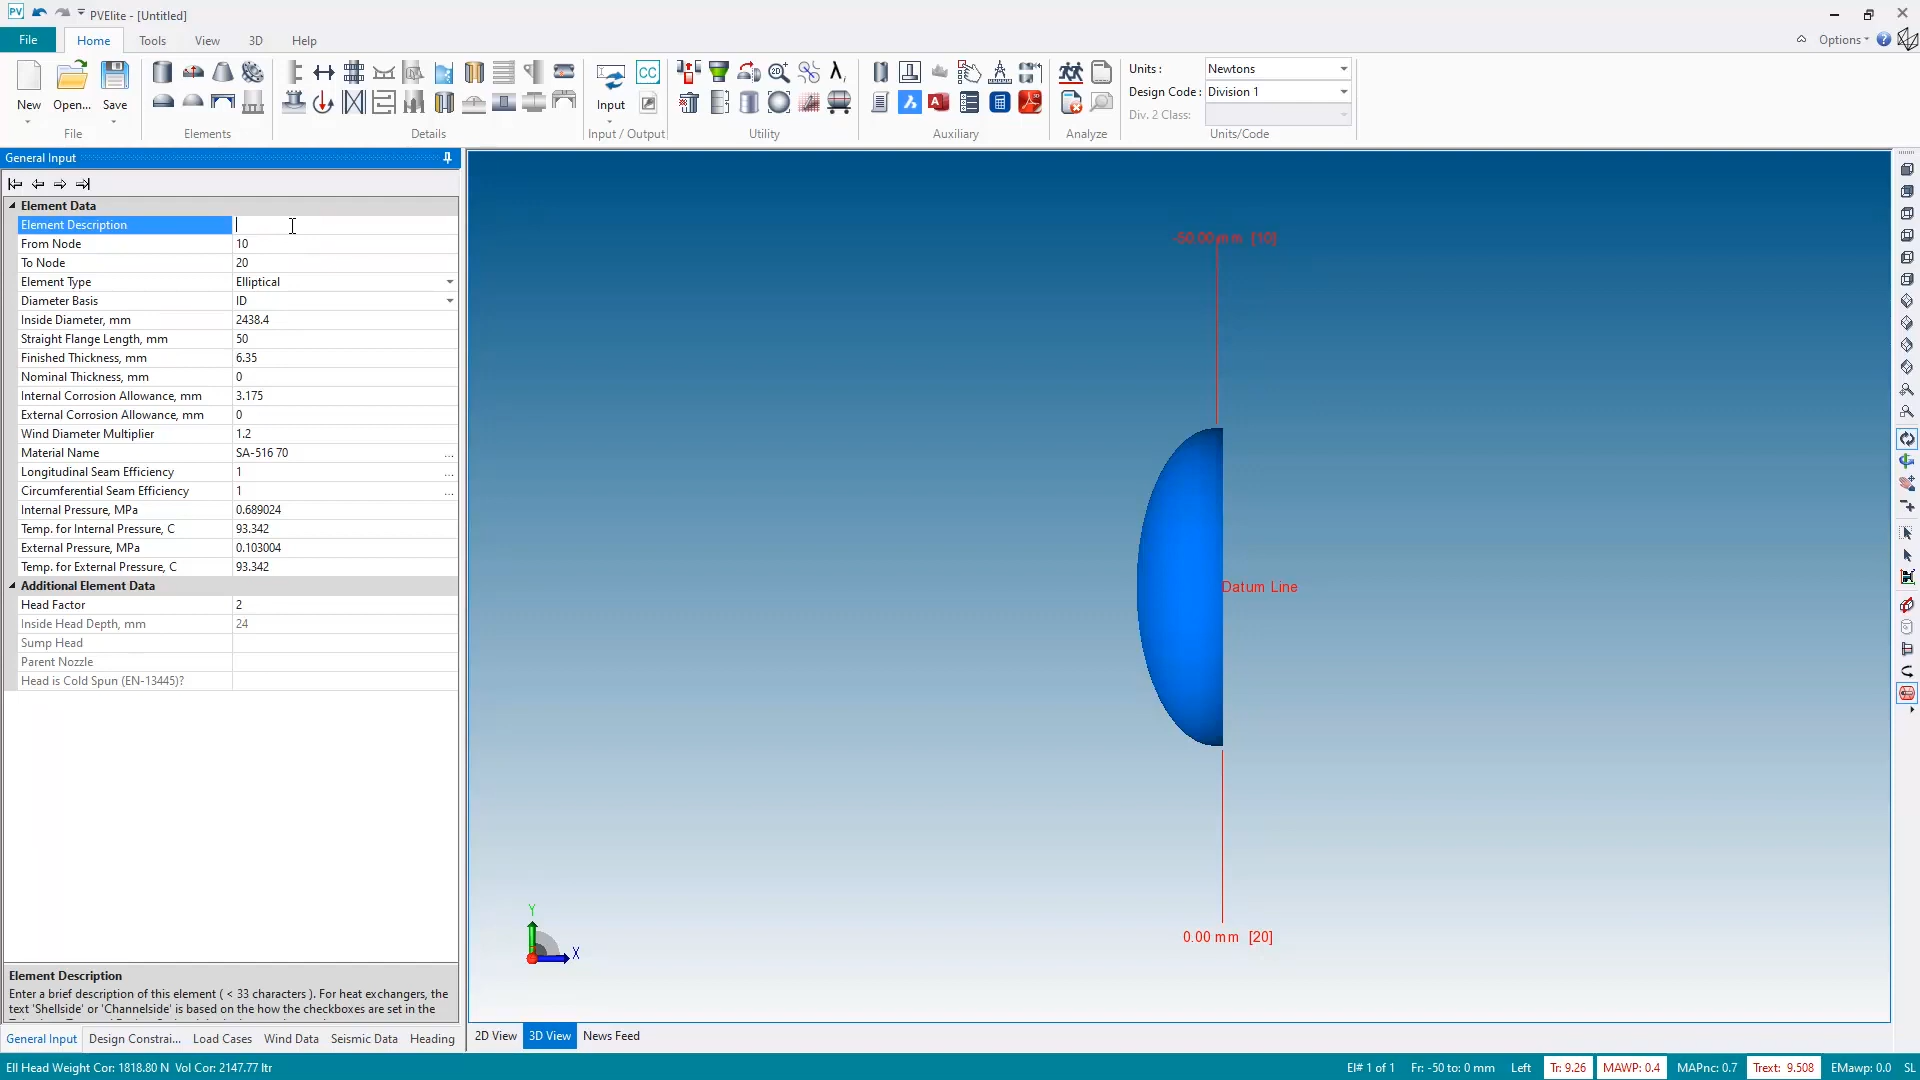 PVElite - [Untitled]
File Home Tools View 3D Help Options
New
Open...
Save
File
Elements
Details
Input
CC
Input / Output
Utility
Auxiliary
Analyze
Units : Newtons
Design Code : Division 1
Div. 2 Class:
Units/Code
General Input
Element Data
Element Description
From Node 10
To Node 20
Element Type Elliptical
Diameter Basis ID
Inside Diameter, mm 2438.4
Straight Flange Length, mm 50
Finished Thickness, mm 6.35
Nominal Thickness, mm 0
Internal Corrosion Allowance, mm 3.175
External Corrosion Allowance, mm 0
Wind Diameter Multiplier 1.2
Material Name SA-516 70 ...
Longitudinal Seam Efficiency 1 ...
Circumferential Seam Efficiency 1 ...
Internal Pressure, MPa 0.689024
Temp. for Internal Pressure, C 93.342
External Pressure, MPa 0.103004
Temp. for External Pressure, C 93.342
Additional Element Data
Head Factor 2
Inside Head Depth, mm 24
Sump Head
Parent Nozzle
Head is Cold Spun (EN-13445)?
-50.00 mm [10]
Datum Line
0.00 mm [20]
Y
X
Element Description
Enter a brief description of this element ( < 33 characters ). For heat exchangers, the
text 'Shellside' or 'Channelside' is based on the how the checkboxes are set in the
General Input Design Constrai... Load Cases Wind Data Seismic Data Heading
2D View 3D View News Feed
Ell Head Weight Cor: 1818.80 N Vol Cor: 2147.77 ltr
El# 1 of 1 Fr: -50 to: 0 mm Left Tr: 9.26 MAWP: 0.4 MAPnc: 0.7 Trext: 9.508 EMawp: 0.0 SL